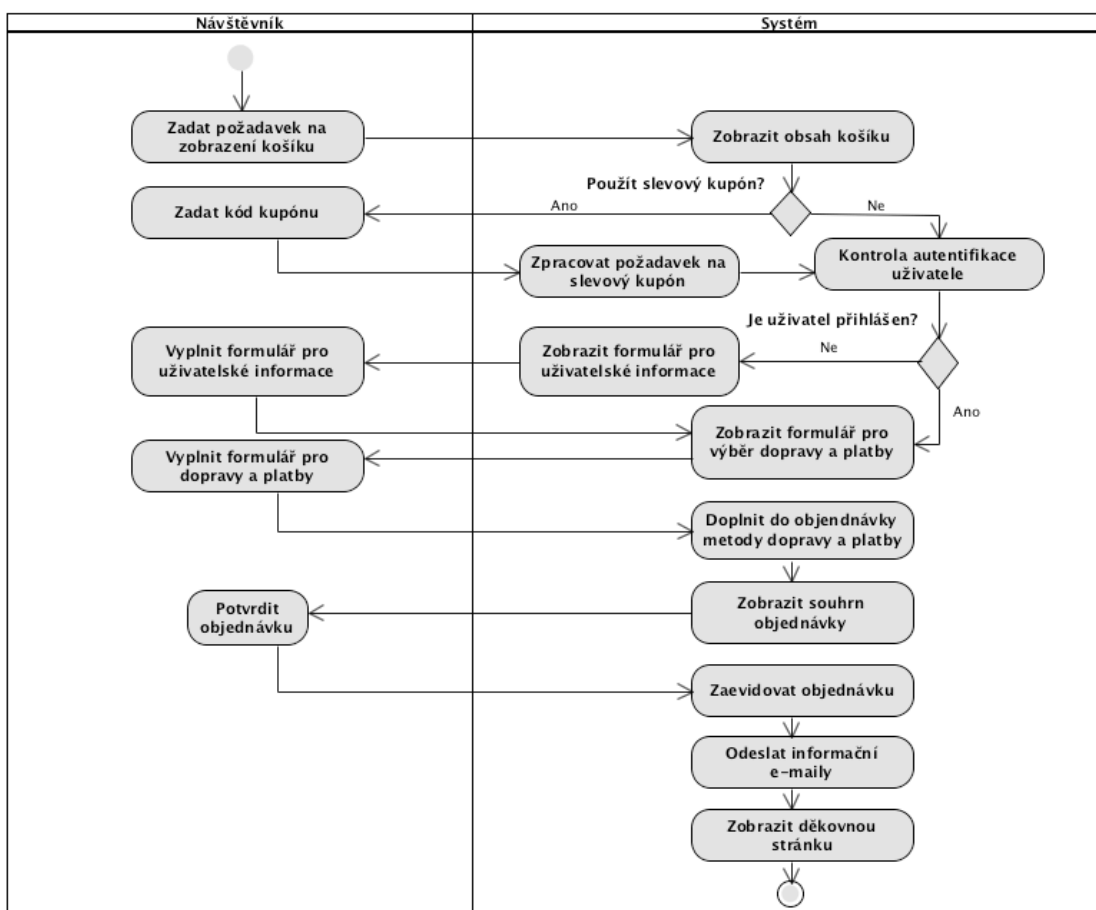 Návštěvník
Systém
Zadat požadavek na
zobrazení košíku
Zobrazit obsah košíku
Použít slevový kupón?
Ano
Ne
Zadat kód kupónu
Zpracovat požadavek na
slevový kupón
Kontrola autentifikace
uživatele
Je uživatel přihlášen?
Ne
Ano
Vyplnit formulář pro
uživatelské informace
Zobrazit formulář pro
uživatelské informace
Zobrazit formulář pro
výběr dopravy a platby
Vyplnit formulář pro
dopravy a platby
Doplnit do objendnávky
metody dopravy a platby
Zobrazit souhrn
objednávky
Potvrdit
objednávku
Zaevidovat objednávku
Odeslat informační
e-maily
Zobrazit děkovnou
stránku